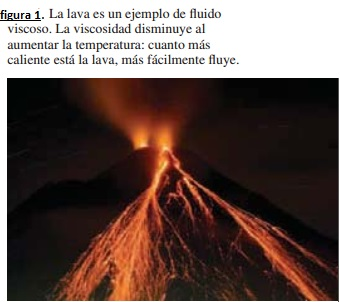 figura 1. La lava es un ejemplo de fluido
viscoso. La viscosidad disminuye al
aumentar la temperatura: cuanto más
caliente está la lava, más fácilmente fluye.